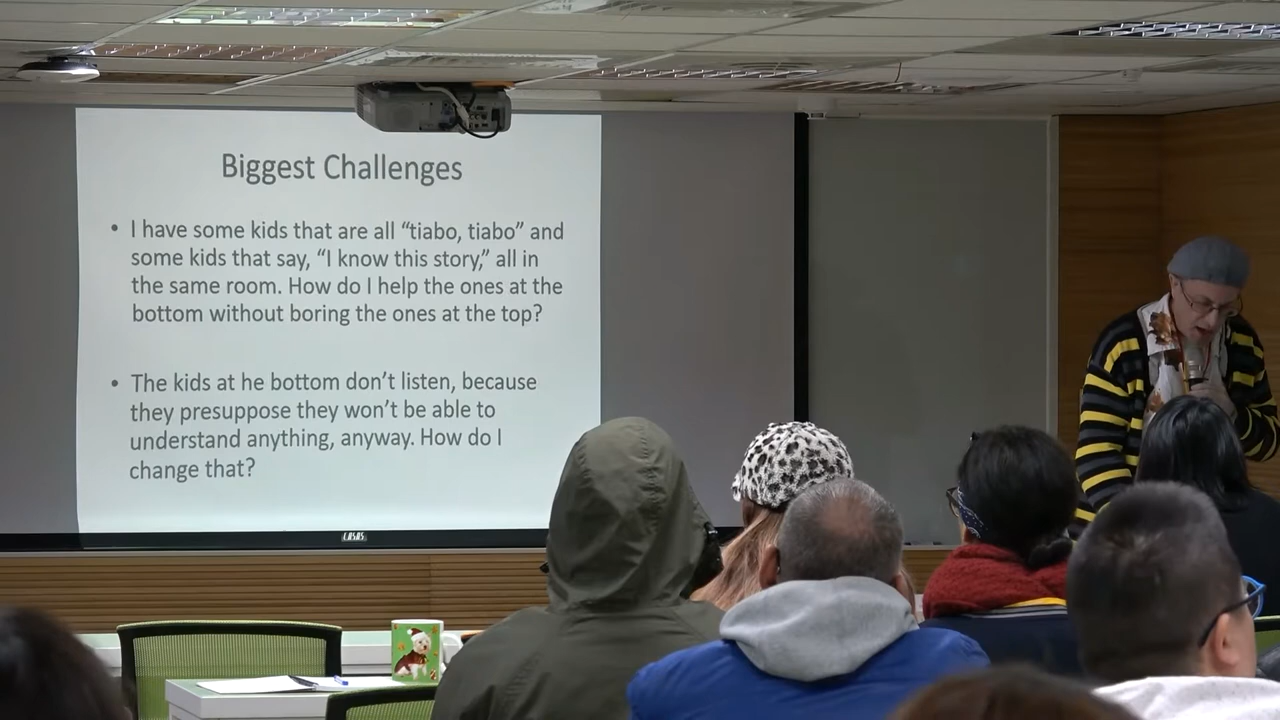 Biggest Challenges
• I have some kids that are all “tiabo, tiabo” and
some kids that say, “I know this story,” all in
the same room. How do I help the ones at the
bottom without boring the ones at the top?
• The kids at he bottom don’t listen, because
they presuppose they won’t be able to
understand anything, anyway. How do I
change that?